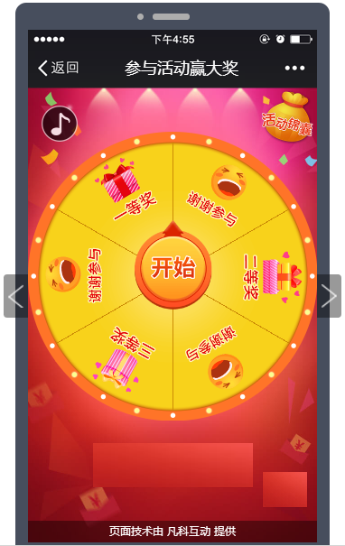 下午4:55
返回
参与活动赢大奖
活动锦囊
一等奖
谢谢参与
二等奖
谢谢参与
三等奖
谢谢参与
开始
页面技术由 凡科互动 提供